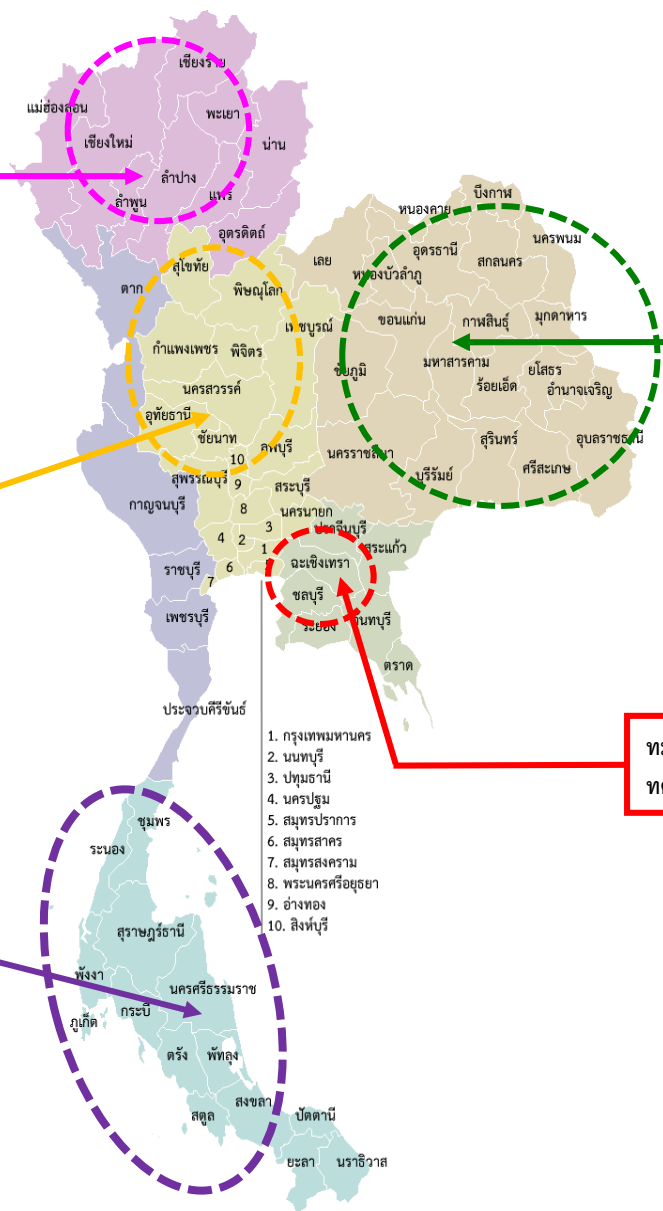 เชียงราย
แม่ฮ่องสอน
พะเยา
เชียงใหม่
น่าน
ลำปาง
แพร่
ลำพูน
อุตรดิตถ์
บึงกาฬ
หนองคาย
นครพนม
อุดรธานี
สกลนคร
เลย
สุโขทัย
หนองบัวลำภู
ตาก
พิษณุโลก
ขอนแก่น
กาฬสินธุ์
มุกดาหาร
เพชรบูรณ์
กำแพงเพชร
พิจิตร
มหาสารคาม
ชัยภูมิ
ยโสธร
ร้อยเอ็ด
อำนาจเจริญ
นครสวรรค์
อุทัยธานี
ชัยนาท
สุรินทร์
อุบลราชธานี
ลพบุรี
นครราชสีมา
10
ศรีสะเกษ
บุรีรัมย์
สุพรรณบุรี
9
สระบุรี
กาญจนบุรี
8
นครนายก
3
ปราจีนบุรี
4
2
1
สระแก้ว
ฉะเชิงเทรา
ราชบุรี
6
7
ชลบุรี
เพชรบุรี
ระยอง
จันทบุรี
ตราด
ประจวบคีรีขันธ์
1. กรุงเทพมหานคร
2. นนทบุรี
3. ปทุมธานี
4. นครปฐม
5. สมุทรปราการ
6. สมุทรสาคร
7. สมุทรสงคราม
8. พระนครศรีอยุธยา
9. อ่างทอง
10. สิงห์บุรี
ชุมพร
ระนอง
สุราษฎร์ธานี
พังงา
นครศรีธรรมราช
กระบี่
ภูเก็ต
ตรัง
พัทลุง
สงขลา
สตูล
ปัตตานี
ยะลา
นราธิวาส